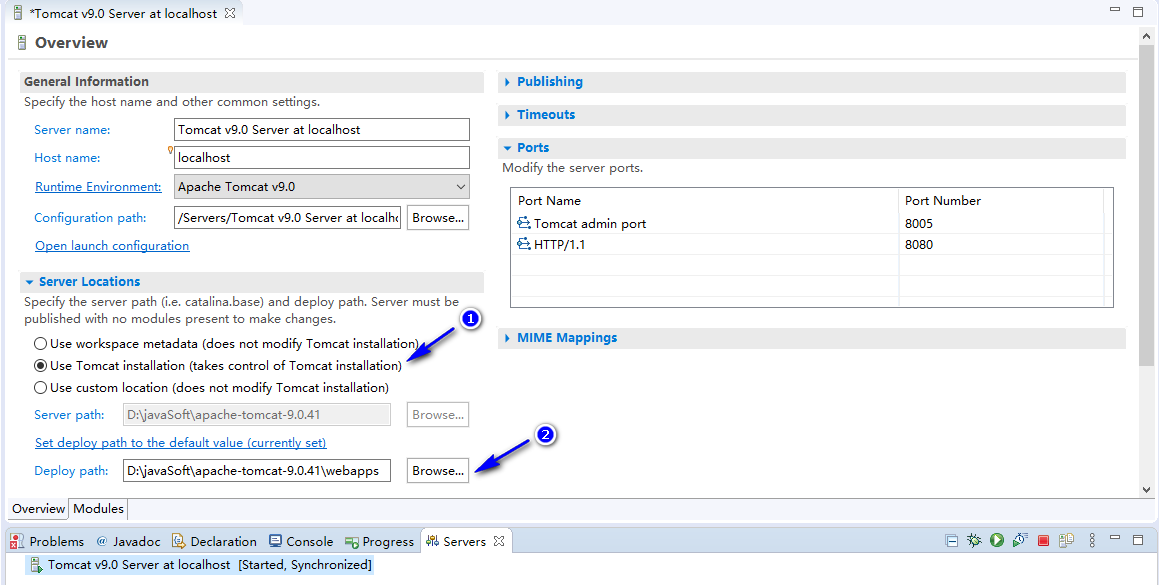 *Tomcat v9.0 Server at localhost
Overview
General Information
Specify the host name and other common settings.
Server name: Tomcat v9.0 Server at localhost
Host name: localhost
Runtime Environment: Apache Tomcat v9.0
Configuration path: /Servers/Tomcat v9.0 Server at localho Browse...
Open launch configuration
Server Locations
Specify the server path (i.e. catalina.base) and deploy path. Server must be
published with no modules present to make changes.
1
Use workspace metadata (does not modify Tomcat installation)
Use Tomcat installation (takes control of Tomcat installation)
Use custom location (does not modify Tomcat installation)
Server path: D:\javaSoft\apache-tomcat-9.0.41 Browse...
Set deploy path to the default value (currently set)
2
Deploy path: D:\javaSoft\apache-tomcat-9.0.41\webapps Browse...
Publishing
Timeouts
Ports
Modify the server ports.
Port Name Port Number
Tomcat admin port 8005
HTTP/1.1 8080
MIME Mappings
Overview Modules
Problems @ Javadoc Declaration Console Progress Servers
Tomcat v9.0 Server at localhost [Started, Synchronized]